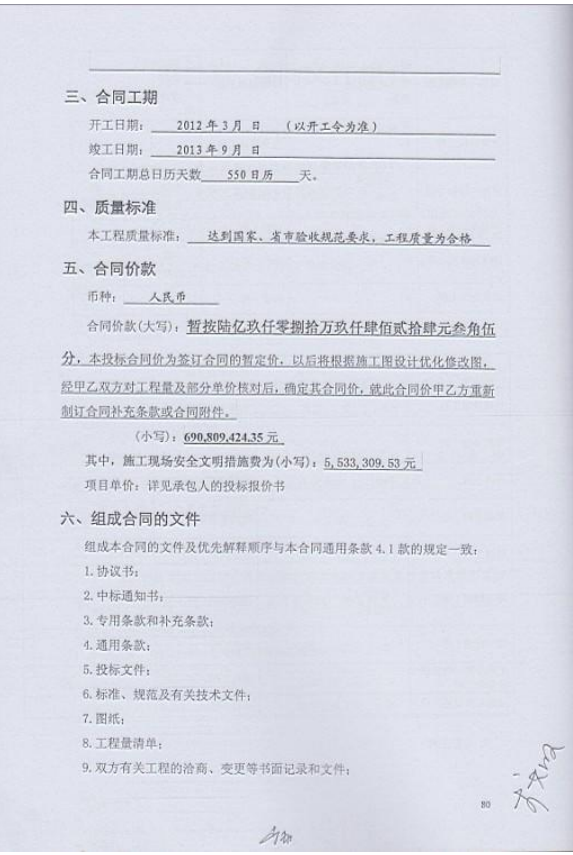 三、合同工期
开工日期： 2012 年 3 月 日 （以开工令为准）
竣工日期： 2013 年 9 月 日
合同工期总日历天数 550 日历 天。
四、质量标准
本工程质量标准： 达到国家、省市验收规范要求，工程质量为合格
五、合同价款
币种： 人民币
合同价款(大写)：暂按陆亿玖仟零捌拾万玖仟肆佰贰拾肆元叁角伍
分，本投标合同价为签订合同的暂定价，以后将根据施工图设计优化修改图，
经甲乙双方对工程量及部分单价核对后，确定其合同价，就此合同价甲乙方重新
制订合同补充条款或合同附件。
（小写）：690,809,424.35 元
其中，施工现场安全文明措施费为(小写)：5,533,309.53 元
项目单价：详见承包人的投标报价书
六、组成合同的文件
组成本合同的文件及优先解释顺序与本合同通用条款 4.1 款的规定一致：
1. 协议书；
2. 中标通知书；
3. 专用条款和补充条款；
4. 通用条款；
5. 投标文件；
6. 标准、规范及有关技术文件；
7. 图纸；
8. 工程量清单；
9. 双方有关工程的洽商、变更等书面记录和文件；
80